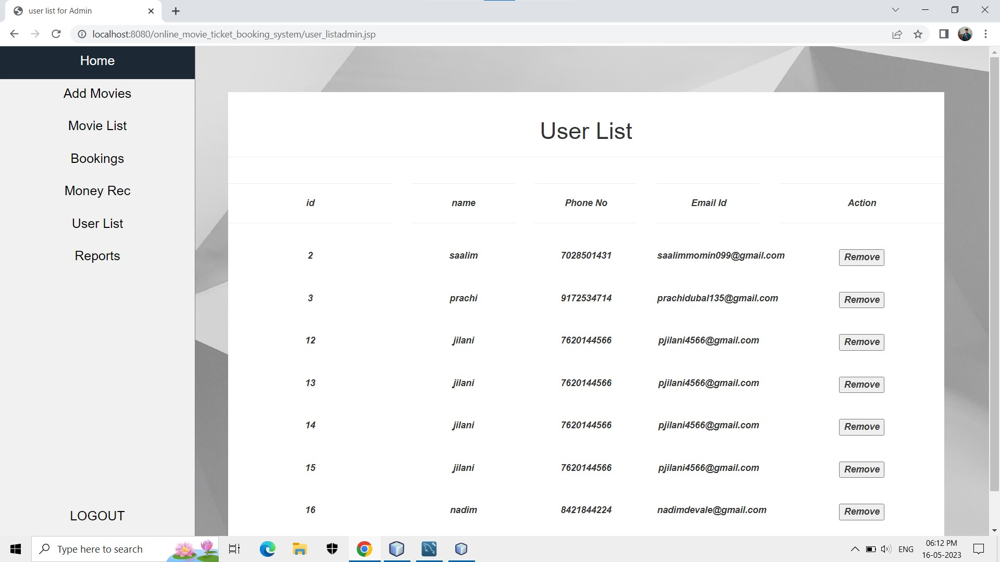 user list for Admin
localhost:8080/online_movie_ticket_booking_system/user_listadmin.jsp
Home
Add Movies
Movie List
Bookings
Money Rec
User List
Reports
LOGOUT
User List
id name Phone No Email Id Action
2 saalim 7028501431 saalimmomin099@gmail.com Remove
3 prachi 9172534714 prachidubal135@gmail.com Remove
12 jilani 7620144566 pjilani4566@gmail.com Remove
13 jilani 7620144566 pjilani4566@gmail.com Remove
14 jilani 7620144566 pjilani4566@gmail.com Remove
15 jilani 7620144566 pjilani4566@gmail.com Remove
16 nadim 8421844224 nadimdevale@gmail.com Remove
Type here to search
ENG
06:12 PM
16-05-2023